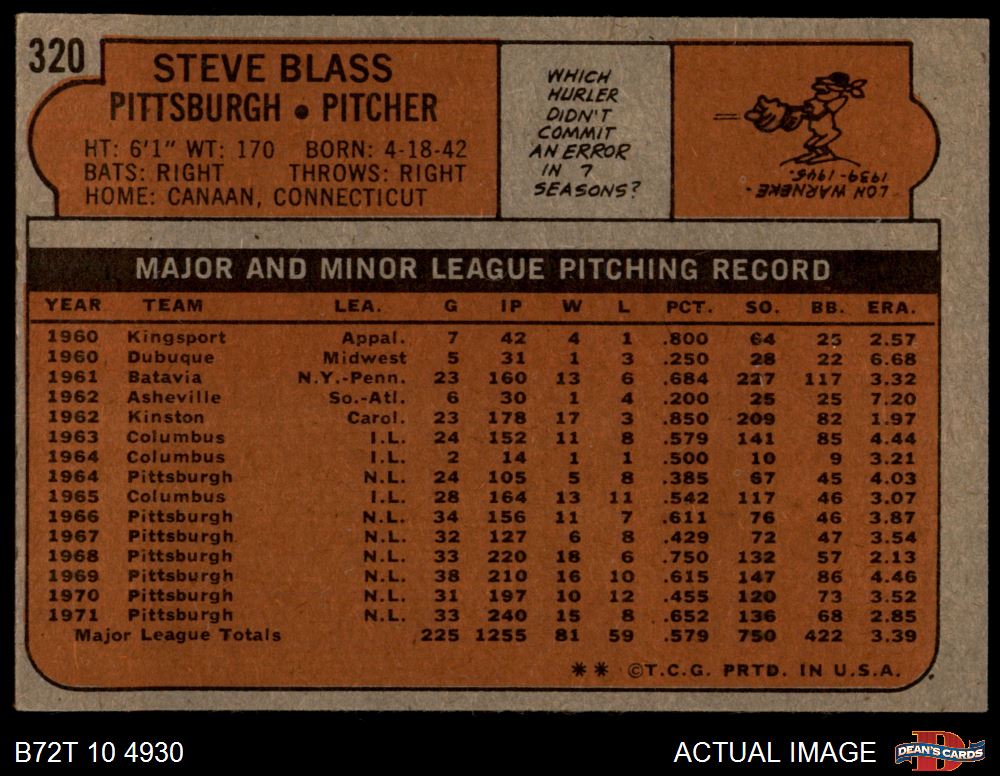 320
STEVE BLASS
PITTSBURGH • PITCHER
HT: 6'1" WT: 170 BORN: 4-18-42
BATS: RIGHT THROWS: RIGHT
HOME: CANAAN, CONNECTICUT
WHICH
HURLER
DIDN'T
COMMIT
AN ERROR
IN 7
SEASONS?
LON WARNEKE-
1939-1945.
MAJOR AND MINOR LEAGUE PITCHING RECORD
YEAR TEAM LEA. G IP W L PCT. SO. BB. ERA.
1960 Kingsport Appal. 7 42 4 1 .800 64 25 2.57
1960 Dubuque Midwest 5 31 1 3 .250 28 22 6.68
1961 Batavia N.Y.-Penn. 23 160 13 6 .684 227 117 3.32
1962 Asheville So.-Atl. 6 30 1 4 .200 25 25 7.20
1962 Kinston Carol. 23 178 17 3 .850 209 82 1.97
1963 Columbus I.L. 24 152 11 8 .579 141 85 4.44
1964 Columbus I.L. 2 14 1 1 .500 10 9 3.21
1964 Pittsburgh N.L. 24 105 5 8 .385 67 45 4.03
1965 Columbus I.L. 28 164 13 11 .542 117 46 3.07
1966 Pittsburgh N.L. 34 156 11 7 .611 76 46 3.87
1967 Pittsburgh N.L. 32 127 6 8 .429 72 47 3.54
1968 Pittsburgh N.L. 33 220 18 6 .750 132 57 2.13
1969 Pittsburgh N.L. 38 210 16 10 .615 147 86 4.46
1970 Pittsburgh N.L. 31 197 10 12 .455 120 73 3.52
1971 Pittsburgh N.L. 33 240 15 8 .652 136 68 2.85
Major League Totals 225 1255 81 59 .579 750 422 3.39
** ©T.C.G. PRTD. IN U.S.A.
B72T 10 4930
ACTUAL IMAGE
D
DEAN'S CARDS